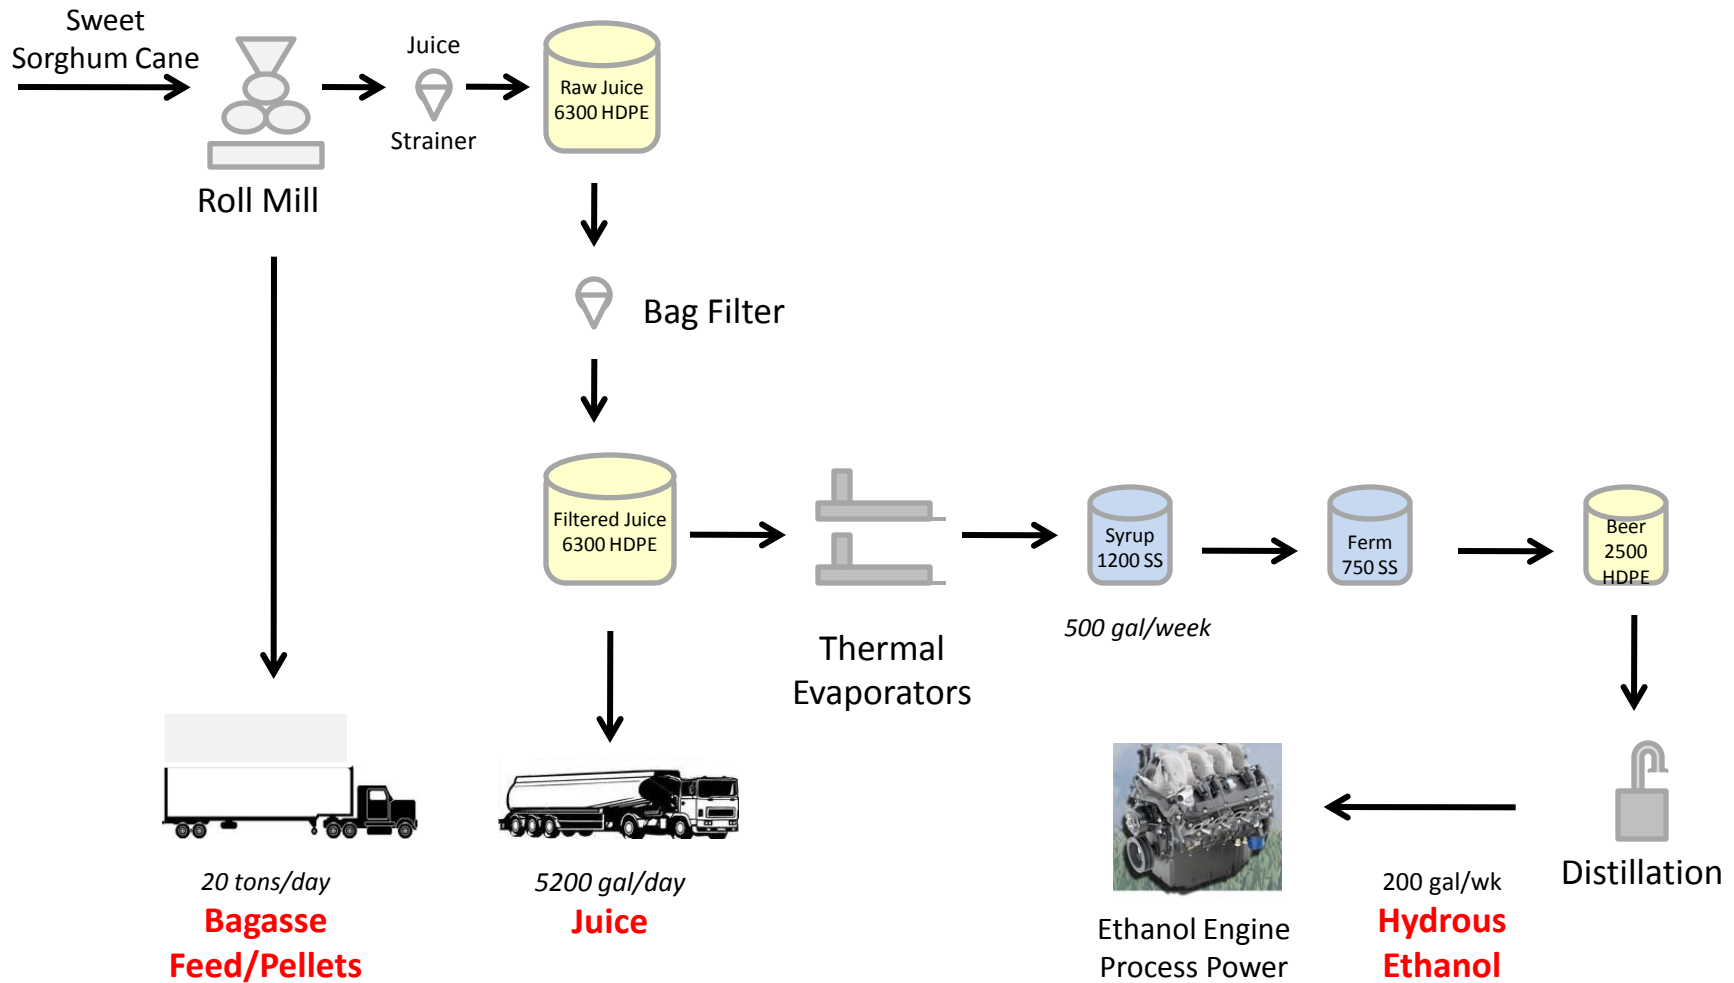 Sweet
Sorghum Cane
Juice
Strainer
Raw Juice
6300 HDPE
Roll Mill
Bag Filter
Filtered Juice
6300 HDPE
Syrup
1200 SS
Ferm
750 SS
Beer
2500
HDPE
500 gal/week
Thermal
Evaporators
20 tons/day
Bagasse
Feed/Pellets
5200 gal/day
Juice
Ethanol Engine
Process Power
200 gal/wk
Hydrous
Ethanol
Distillation